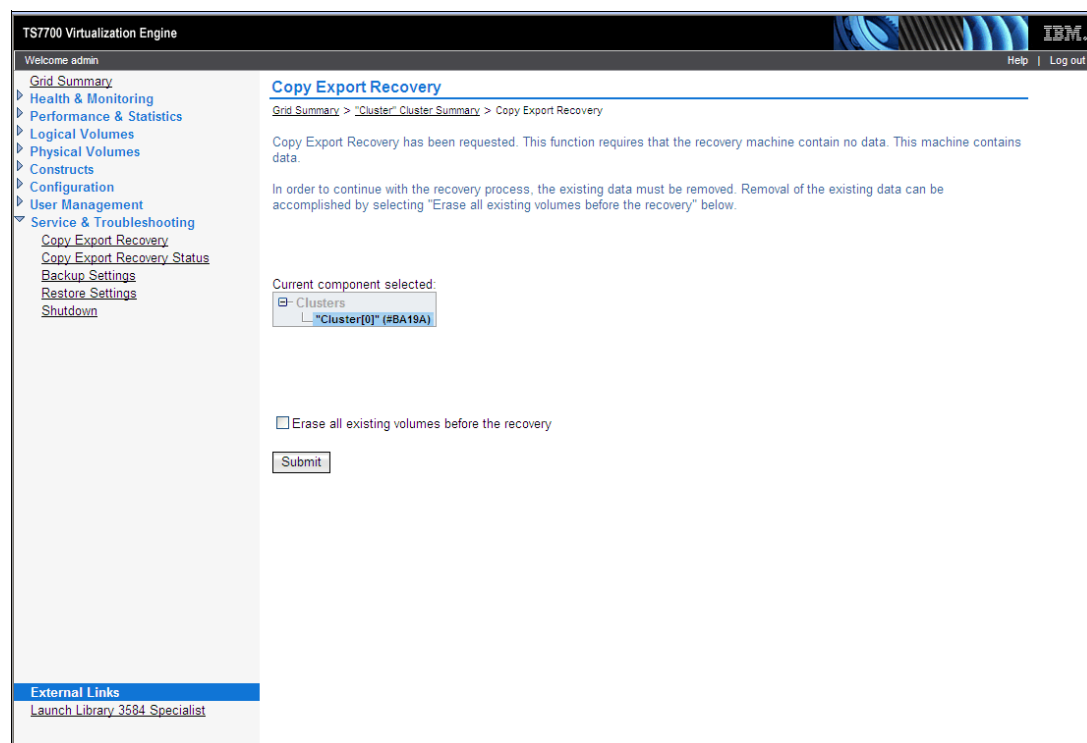 TS7700 Virtualization Engine
IBM.
Welcome admin
Help | Log out
Grid Summary
Health & Monitoring
Performance & Statistics
Logical Volumes
Physical Volumes
Constructs
Configuration
User Management
Service & Troubleshooting
Copy Export Recovery
Copy Export Recovery Status
Backup Settings
Restore Settings
Shutdown
External Links
Launch Library 3584 Specialist
Copy Export Recovery
Grid Summary > "Cluster" Cluster Summary > Copy Export Recovery
Copy Export Recovery has been requested. This function requires that the recovery machine contain no data. This machine contains
data.
In order to continue with the recovery process, the existing data must be removed. Removal of the existing data can be
accomplished by selecting "Erase all existing volumes before the recovery" below.
Current component selected:
Clusters
"Cluster[0]" (#BA19A)
Erase all existing volumes before the recovery
Submit